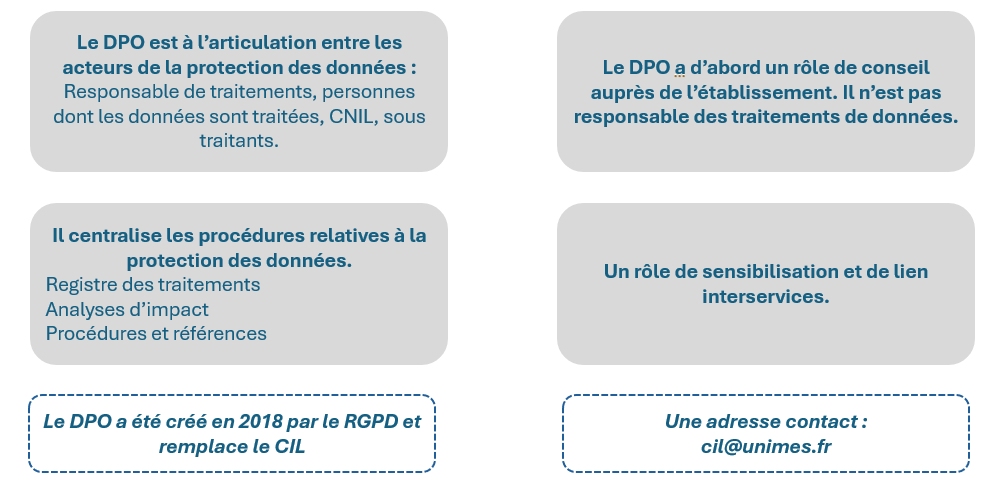 Le DPO est à l’articulation entre les
acteurs de la protection des données :
Responsable de traitements, personnes
dont les données sont traitées, CNIL, sous
traitants.
Le DPO a d’abord un rôle de conseil
auprès de l’établissement. Il n’est pas
responsable des traitements de données.
Il centralise les procédures relatives à la
protection des données.
Registre des traitements
Analyses d’impact
Procédures et références
Un rôle de sensibilisation et de lien
interservices.
Le DPO a été créé en 2018 par le RGPD et
remplace le CIL
Une adresse contact :
cil@unimes.fr